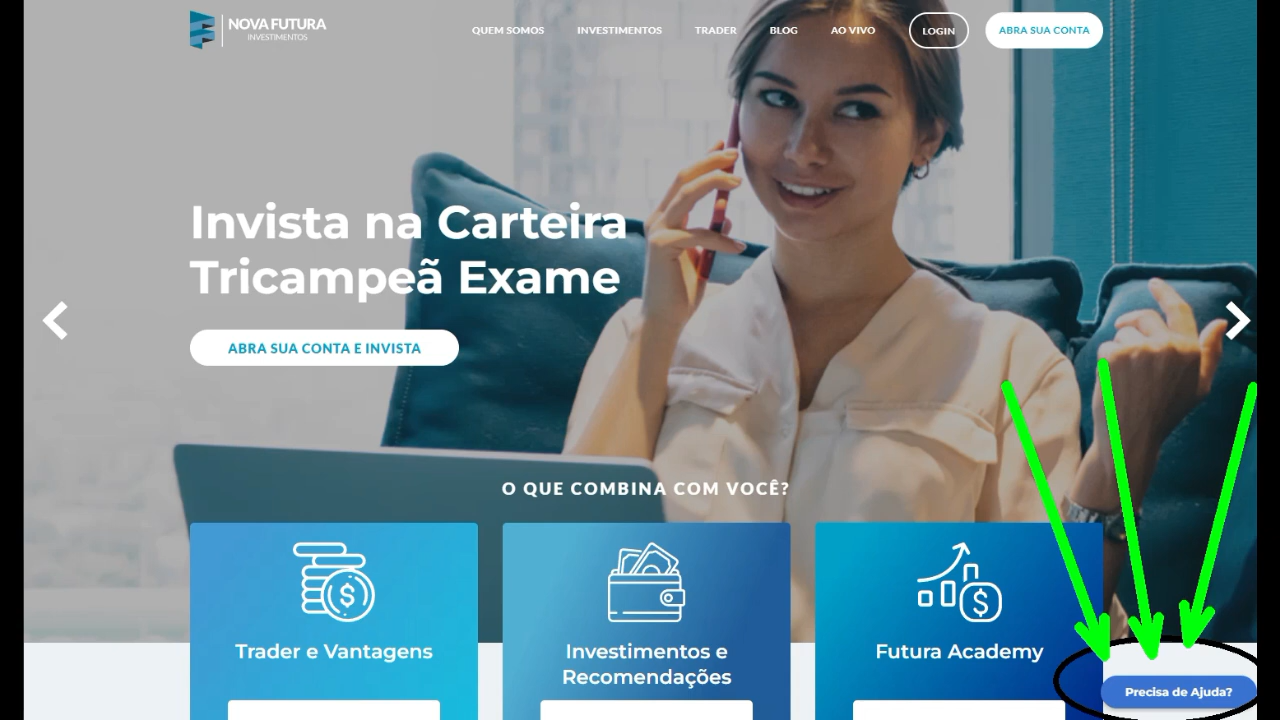 NOVA FUTURA
INVESTIMENTOS
QUEM SOMOS
INVESTIMENTOS
TRADER
BLOG
AO VIVO
LOGIN
ABRA SUA CONTA
Invista na Carteira
Tricampeã Exame
ABRA SUA CONTA E INVISTA
O QUE COMBINA COM VOCÊ?
Trader e Vantagens
Investimentos e
Recomendações
Futura Academy
Precisa de Ajuda?